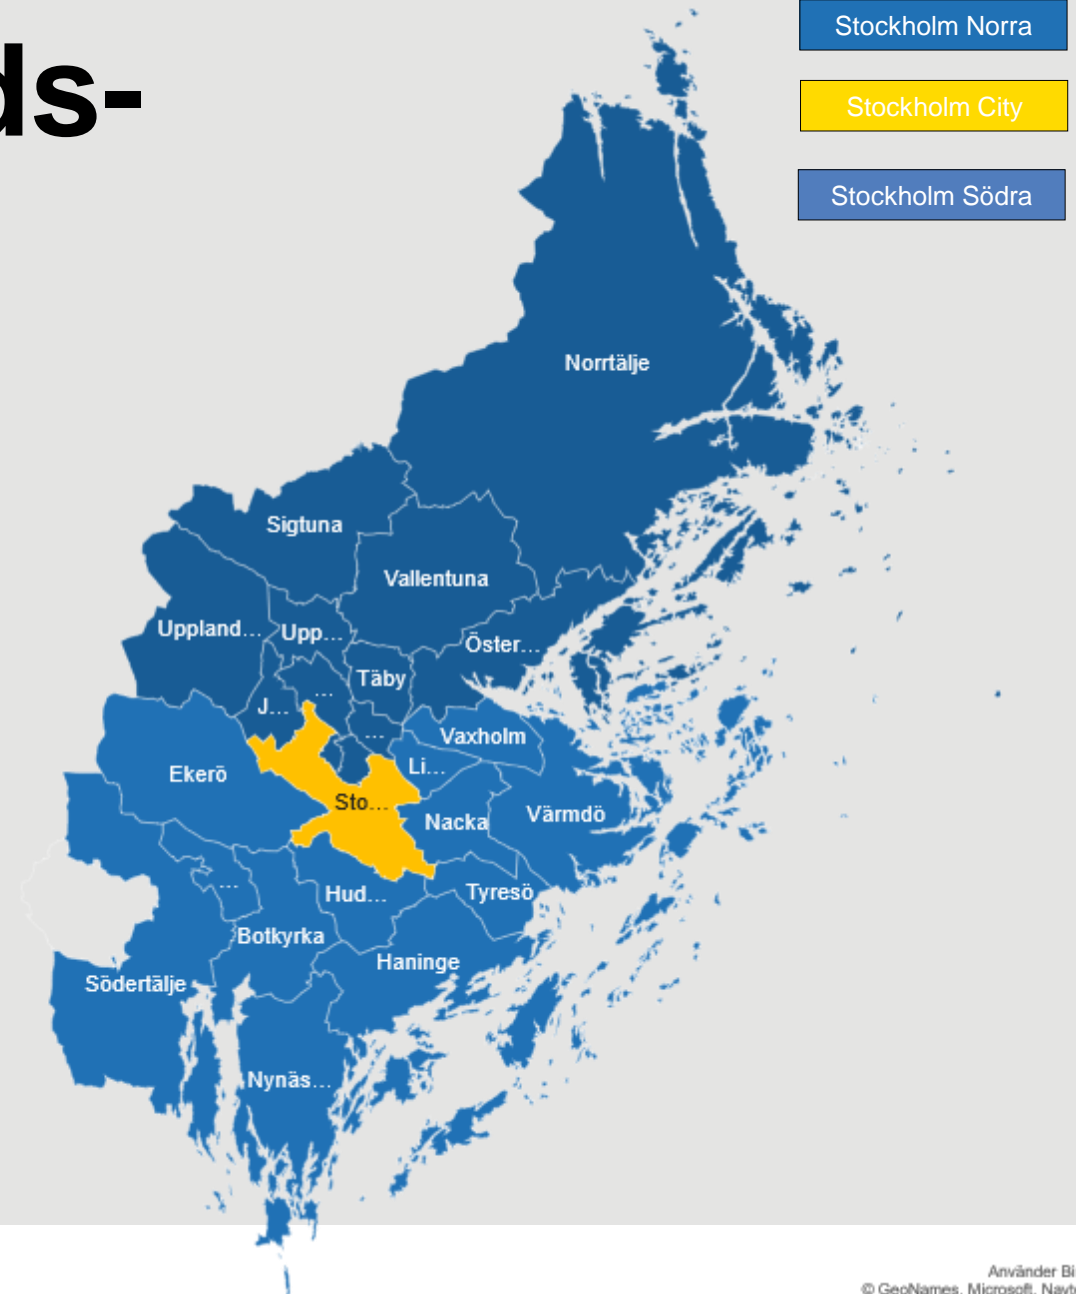 ds-
Stockholm Norra
Stockholm City
Stockholm Södra
Norrtälje
Sigtuna
Vallentuna
Uppland...
Upp...
Öster...
Täby
...
J...
...
Vaxholm
Li...
Ekerö
Sto...
Nacka
Värmdö
...
Hud...
Tyresö
Botkyrka
Haninge
Södertälje
Nynäs...
Använder Bi
© GeoNames, Microsoft, Navt